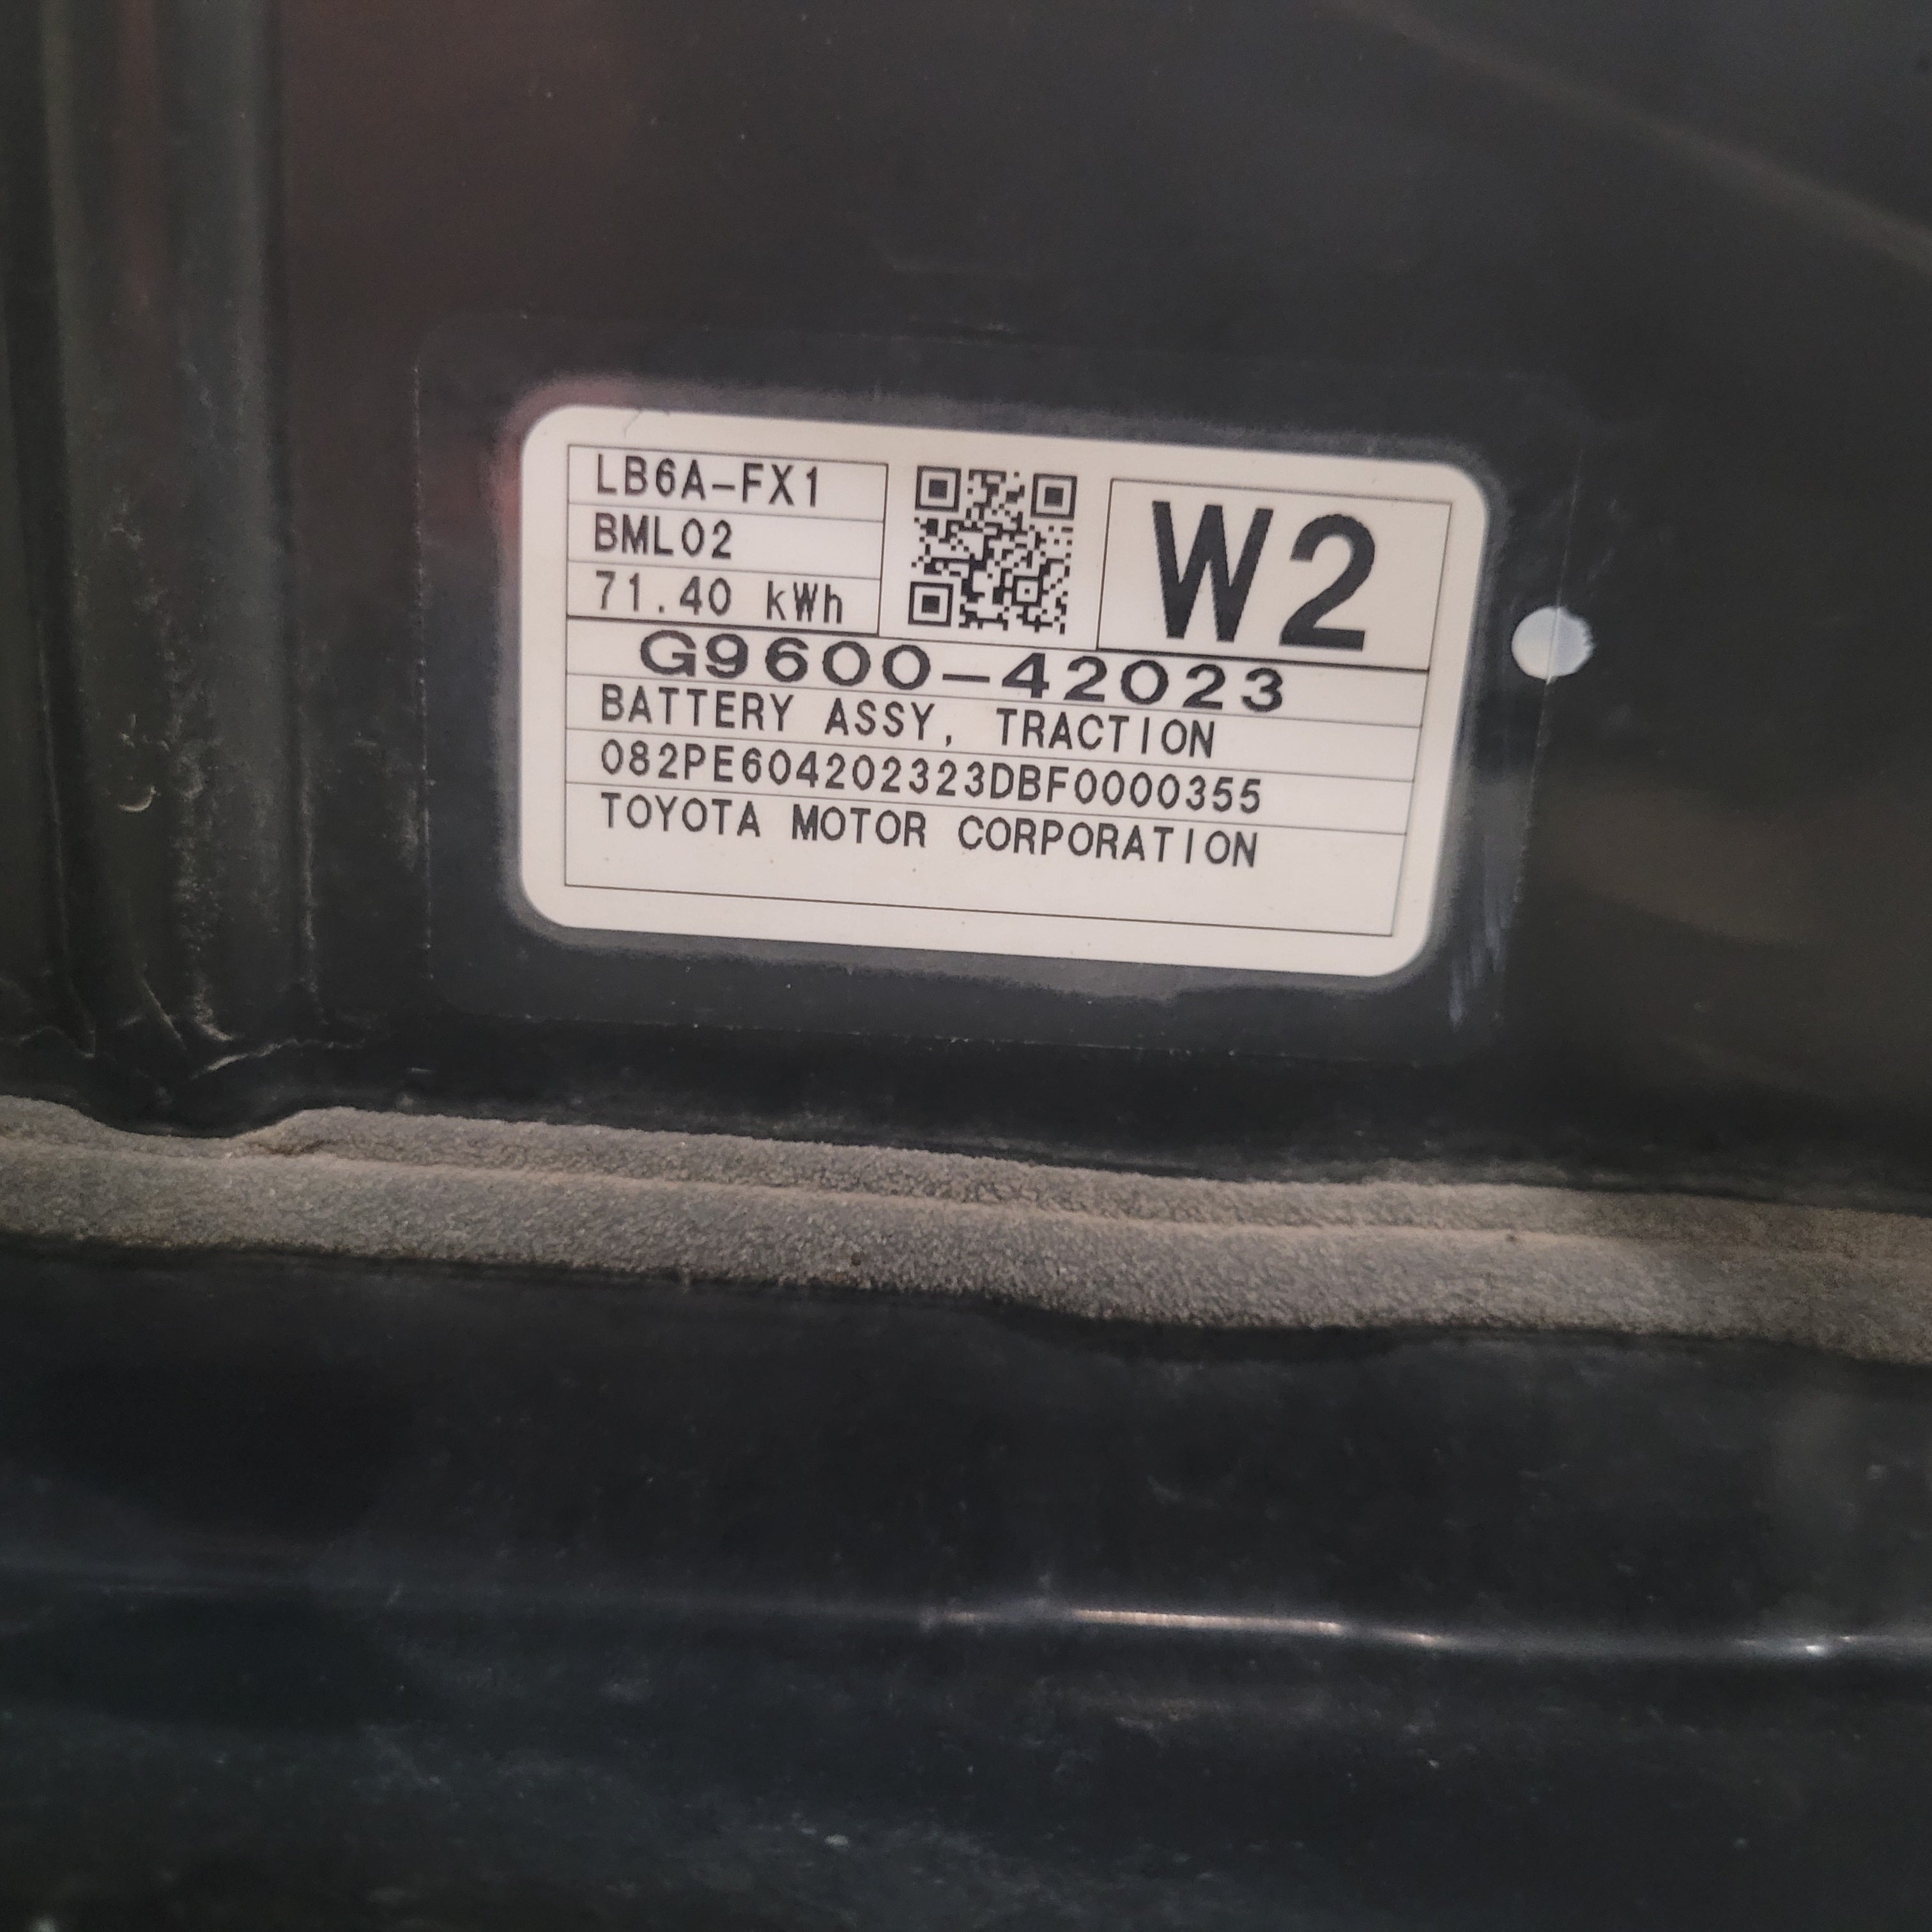 LB6A-FX1
BML02
71.40 kWh
W2
G9600-42023
BATTERY ASSY, TRACTION
082PE604202323DBF0000355
TOYOTA MOTOR CORPORATION